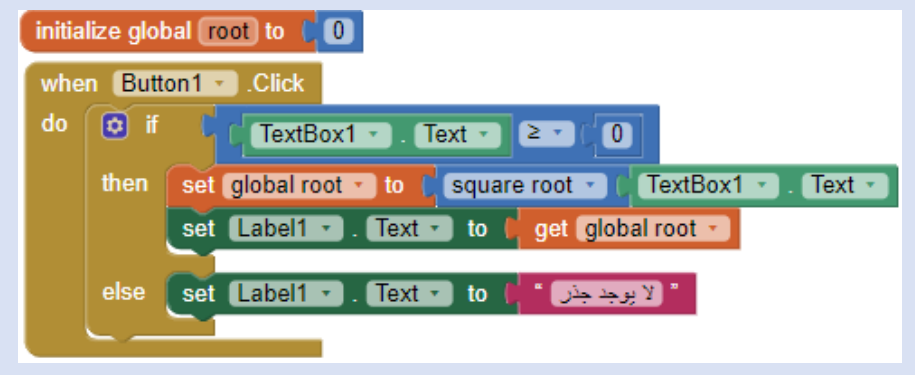 initialize global root to 0
when Button1 .Click
do if TextBox1 . Text ≥ 0
then set global root to square root TextBox1 . Text
set Label1 . Text to get global root
else set Label1 . Text to " لا يوجد جذر "